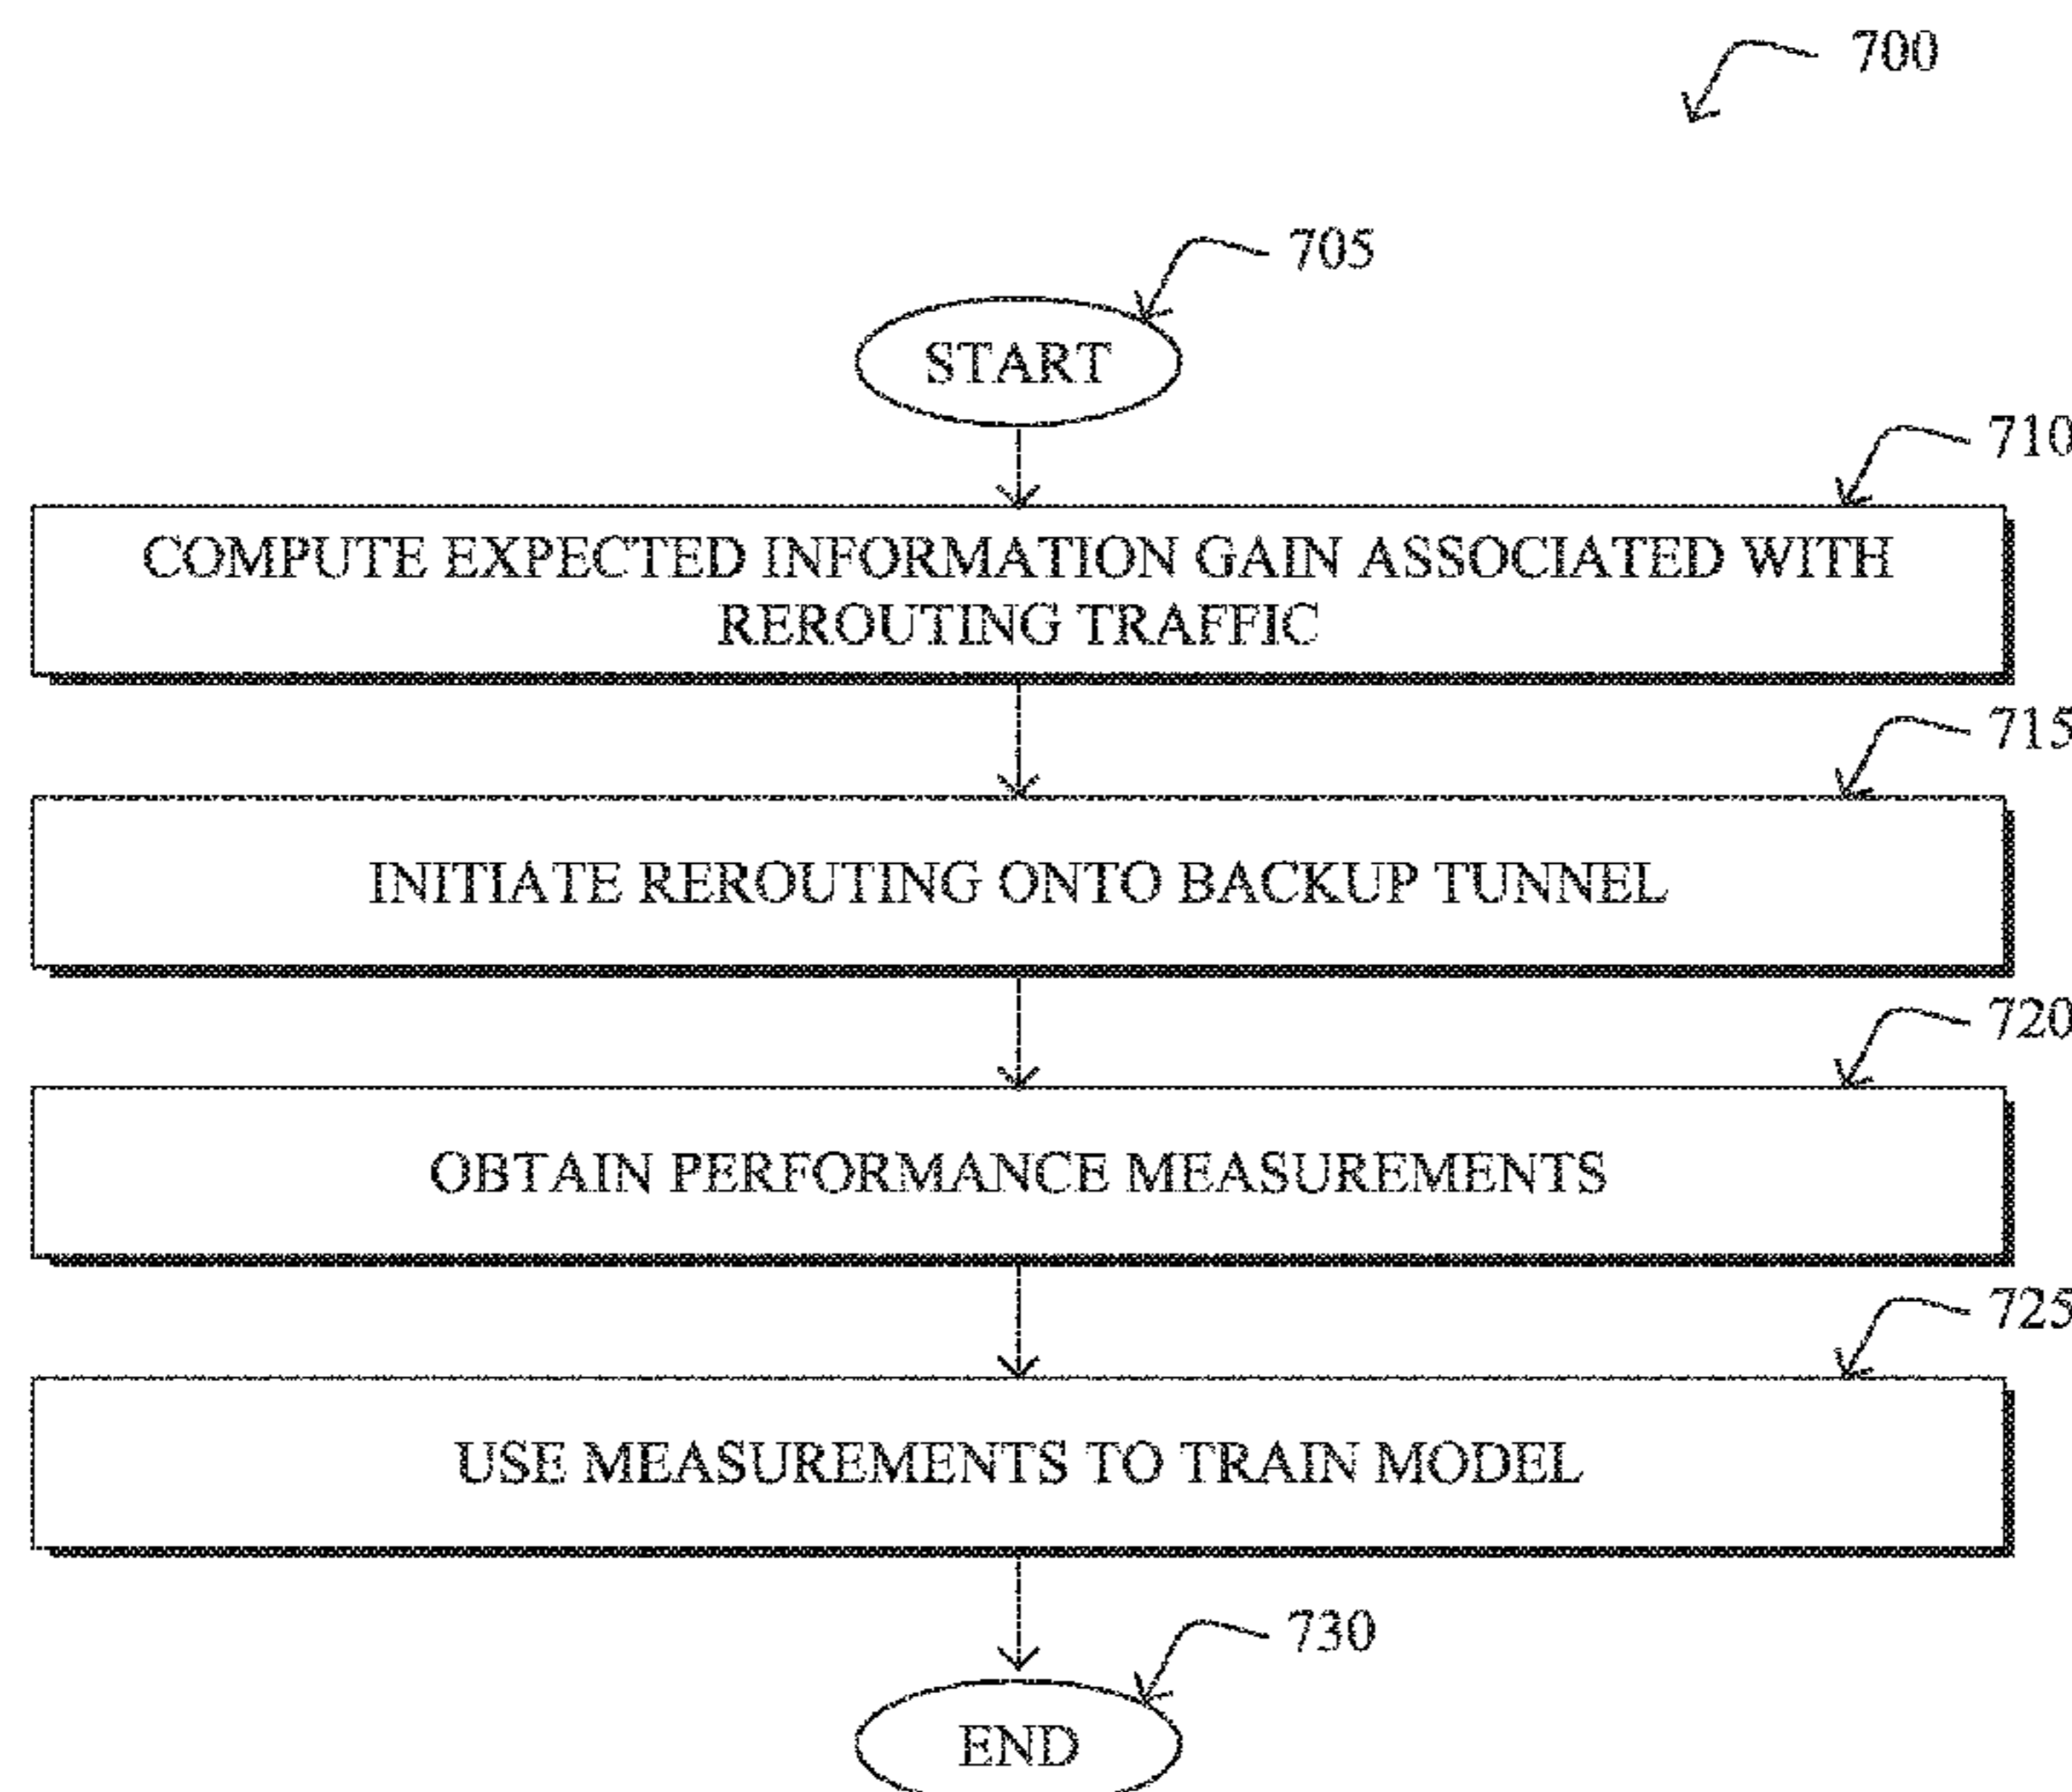 700
705
START
710
COMPUTE EXPECTED INFORMATION GAIN ASSOCIATED WITH
REROUTING TRAFFIC
715
INITIATE REROUTING ONTO BACKUP TUNNEL
720
OBTAIN PERFORMANCE MEASUREMENTS
725
USE MEASUREMENTS TO TRAIN MODEL
730
END